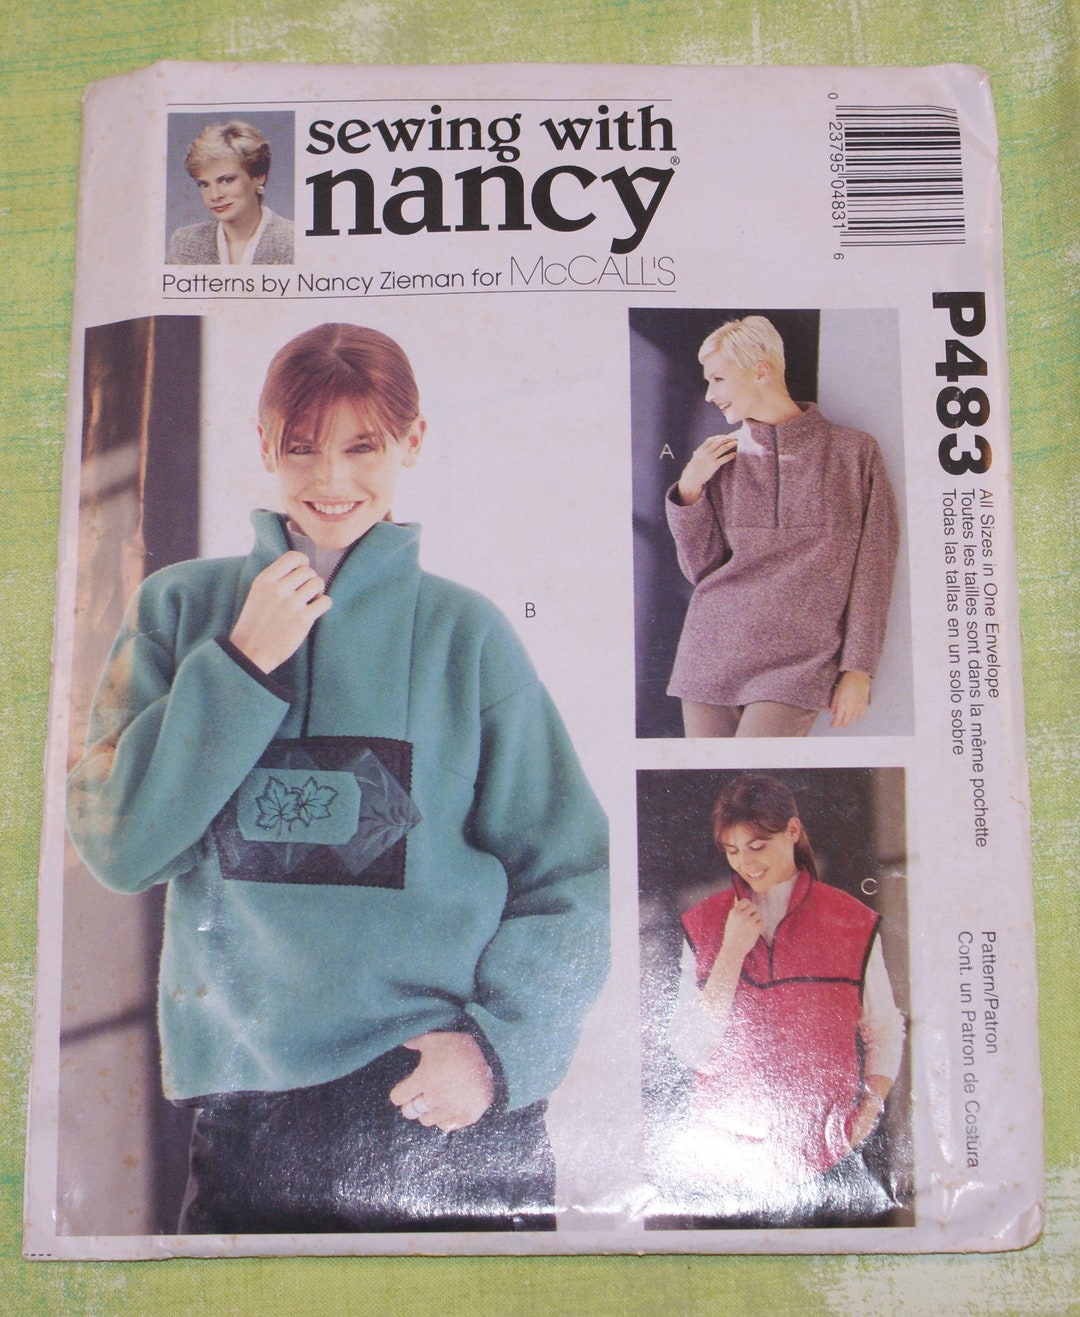 sewing with
nancy®
Patterns by Nancy Zieman for McCALL'S
0 23795 04831 6
P483
All Sizes in One Envelope
Toutes les tailles sont dans la même pochette
Todas las tallas en un solo sobre
Pattern/Patron
Cont. un Patron de Costura
A
B
C